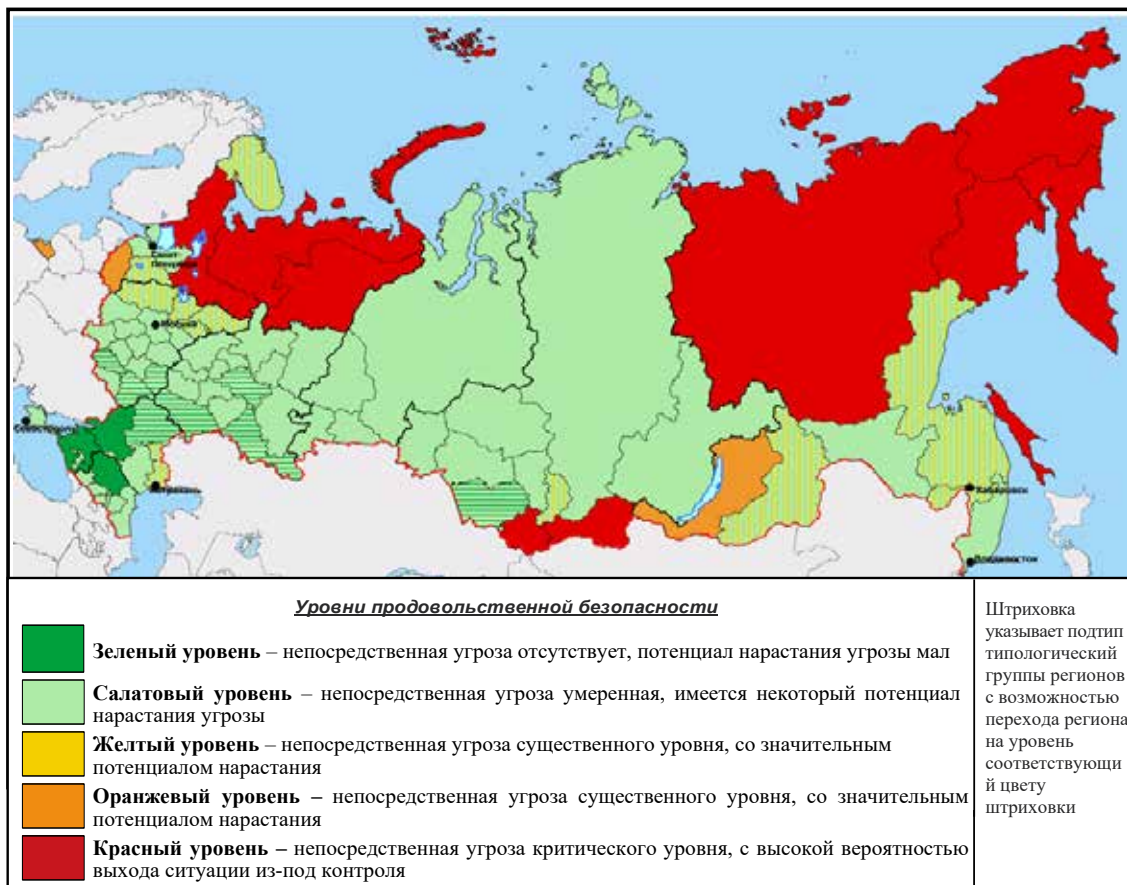 Санкт-
Москва
Астрахань
Хабаровск
Владивосток
Уровни продовольственной безопасности
Зеленый уровень – непосредственная угроза отсутствует, потенциал нарастания угрозы мал
Салатовый уровень – непосредственная угроза умеренная, имеется некоторый потенциал
нарастания угрозы
Желтый уровень – непосредственная угроза существенного уровня, со значительным
потенциалом нарастания
Оранжевый уровень – непосредственная угроза существенного уровня, со значительным
потенциалом нарастания
Красный уровень – непосредственная угроза критического уровня, с высокой вероятностью
выхода ситуации из-под контроля
Штриховка
указывает подтип
типологический
группы регионов
с возможностью
перехода региона
на уровень
соответствующи
й цвету
штриховки